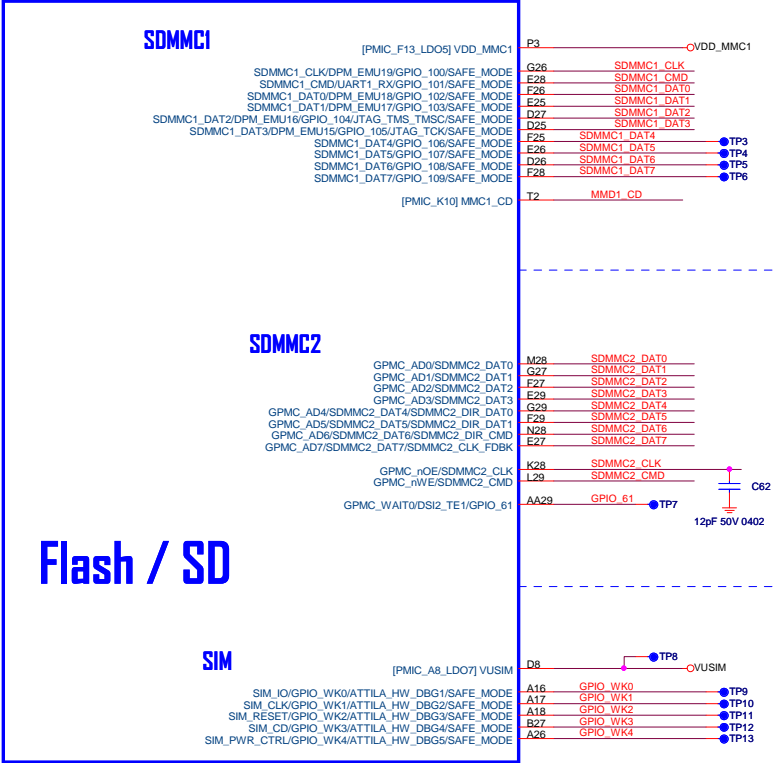 SDMMC1
[PMIC_F13_LDO5] VDD_MMC1 P3 VDD_MMC1
SDMMC1_CLK/DPM_EMU19/GPIO_100/SAFE_MODE G26 SDMMC1_CLK
SDMMC1_CMD/UART1_RX/GPIO_101/SAFE_MODE E28 SDMMC1_CMD
SDMMC1_DAT0/DPM_EMU18/GPIO_102/SAFE_MODE F26 SDMMC1_DAT0
SDMMC1_DAT1/DPM_EMU17/GPIO_103/SAFE_MODE E25 SDMMC1_DAT1
SDMMC1_DAT2/DPM_EMU16/GPIO_104/JTAG_TMS_TMSC/SAFE_MODE D27 SDMMC1_DAT2
SDMMC1_DAT3/DPM_EMU15/GPIO_105/JTAG_TCK/SAFE_MODE D25 SDMMC1_DAT3
SDMMC1_DAT4/GPIO_106/SAFE_MODE F25 SDMMC1_DAT4 TP3
SDMMC1_DAT5/GPIO_107/SAFE_MODE E26 SDMMC1_DAT5 TP4
SDMMC1_DAT6/GPIO_108/SAFE_MODE D26 SDMMC1_DAT6 TP5
SDMMC1_DAT7/GPIO_109/SAFE_MODE F28 SDMMC1_DAT7 TP6
[PMIC_K10] MMC1_CD T2 MMD1_CD
SDMMC2
GPMC_AD0/SDMMC2_DAT0 M28 SDMMC2_DAT0
GPMC_AD1/SDMMC2_DAT1 G27 SDMMC2_DAT1
GPMC_AD2/SDMMC2_DAT2 F27 SDMMC2_DAT2
GPMC_AD3/SDMMC2_DAT3 E29 SDMMC2_DAT3
GPMC_AD4/SDMMC2_DAT4/SDMMC2_DIR_DAT0 G29 SDMMC2_DAT4
GPMC_AD5/SDMMC2_DAT5/SDMMC2_DIR_DAT1 F29 SDMMC2_DAT5
GPMC_AD6/SDMMC2_DAT6/SDMMC2_DIR_CMD N28 SDMMC2_DAT6
GPMC_AD7/SDMMC2_DAT7/SDMMC2_CLK_FDBK E27 SDMMC2_DAT7
GPMC_nOE/SDMMC2_CLK K28 SDMMC2_CLK
GPMC_nWE/SDMMC2_CMD L29 SDMMC2_CMD
C62
GPMC_WAIT0/DSI2_TE1/GPIO_61 AA29 GPIO_61 TP7
12pF 50V 0402
Flash / SD
SIM
TP8
[PMIC_A8_LDO7] VUSIM D8 VUSIM
SIM_IO/GPIO_WK0/ATTILA_HW_DBG1/SAFE_MODE A16 GPIO_WK0 TP9
SIM_CLK/GPIO_WK1/ATTILA_HW_DBG2/SAFE_MODE A17 GPIO_WK1 TP10
SIM_RESET/GPIO_WK2/ATTILA_HW_DBG3/SAFE_MODE A18 GPIO_WK2 TP11
SIM_CD/GPIO_WK3/ATTILA_HW_DBG4/SAFE_MODE B27 GPIO_WK3 TP12
SIM_PWR_CTRL/GPIO_WK4/ATTILA_HW_DBG5/SAFE_MODE A26 GPIO_WK4 TP13